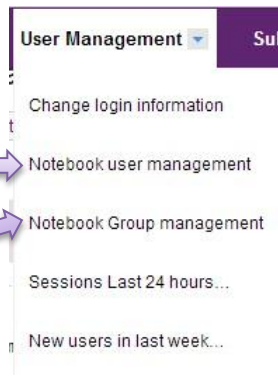 User Management
Change login information
Notebook user management
Notebook Group management
Sessions Last 24 hours...
New users in last week...